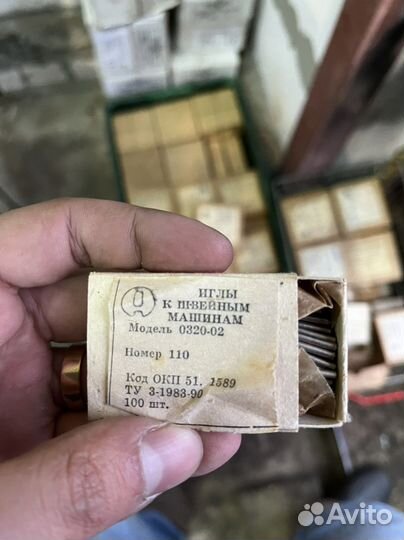 ИГЛЫ
К ШВЕЙНЫМ
МАШИНАМ
Модель 0320-02
Номер 110
Код ОКП 51. 1589
ТУ 3-1983-90
100 шт.
Avito